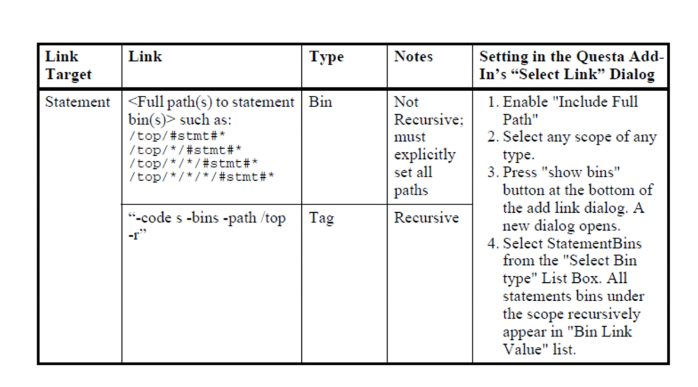 Link Target
Link
Type
Notes
Setting in the Questa Add-
In's "Select Link" Dialog
Statement
<Full path(s) to statement
bin(s)> such as:
/top/#stmt#*
/top/*/#stmt#*
/top/*/*/#stmt#*
/top/*/*/*/#stmt#*
Bin
Not
Recursive;
must
explicitly
set all
paths
1. Enable "Include Full
Path"
2. Select any scope of any
type.
3. Press "show bins"
button at the bottom of
the add link dialog. A
new dialog opens.
4. Select StatementBins
from the "Select Bin
type" List Box. All
statements bins under
the scope recursively
appear in "Bin Link
Value" list.
“-code s -bins -path /top
-r”
Tag
Recursive